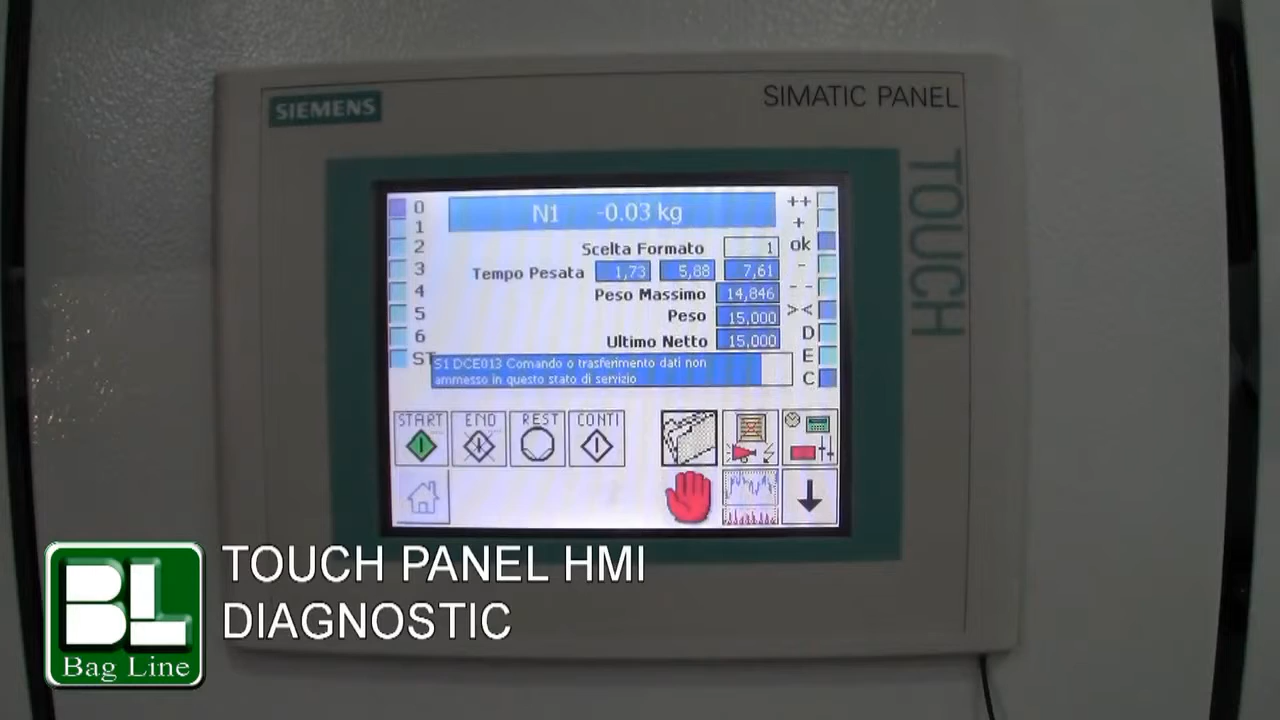 SIEMENS
SIMATIC PANEL
TOUCH
0
1
2
3
4
5
6
ST
N1 -0.03 kg
Scelta Formato 1
Tempo Pesata 1,73 5,88 7,61
Peso Massimo 14,846
Peso 15,000
Ultimo Netto 15,000
++
+
ok
-
--
><
D
E
C
S1 DCE013 Comando o trasferimento dati non
ammesso in questo stato di servizio
START END REST CONTI
BL
Bag Line
TOUCH PANEL HMI
DIAGNOSTIC